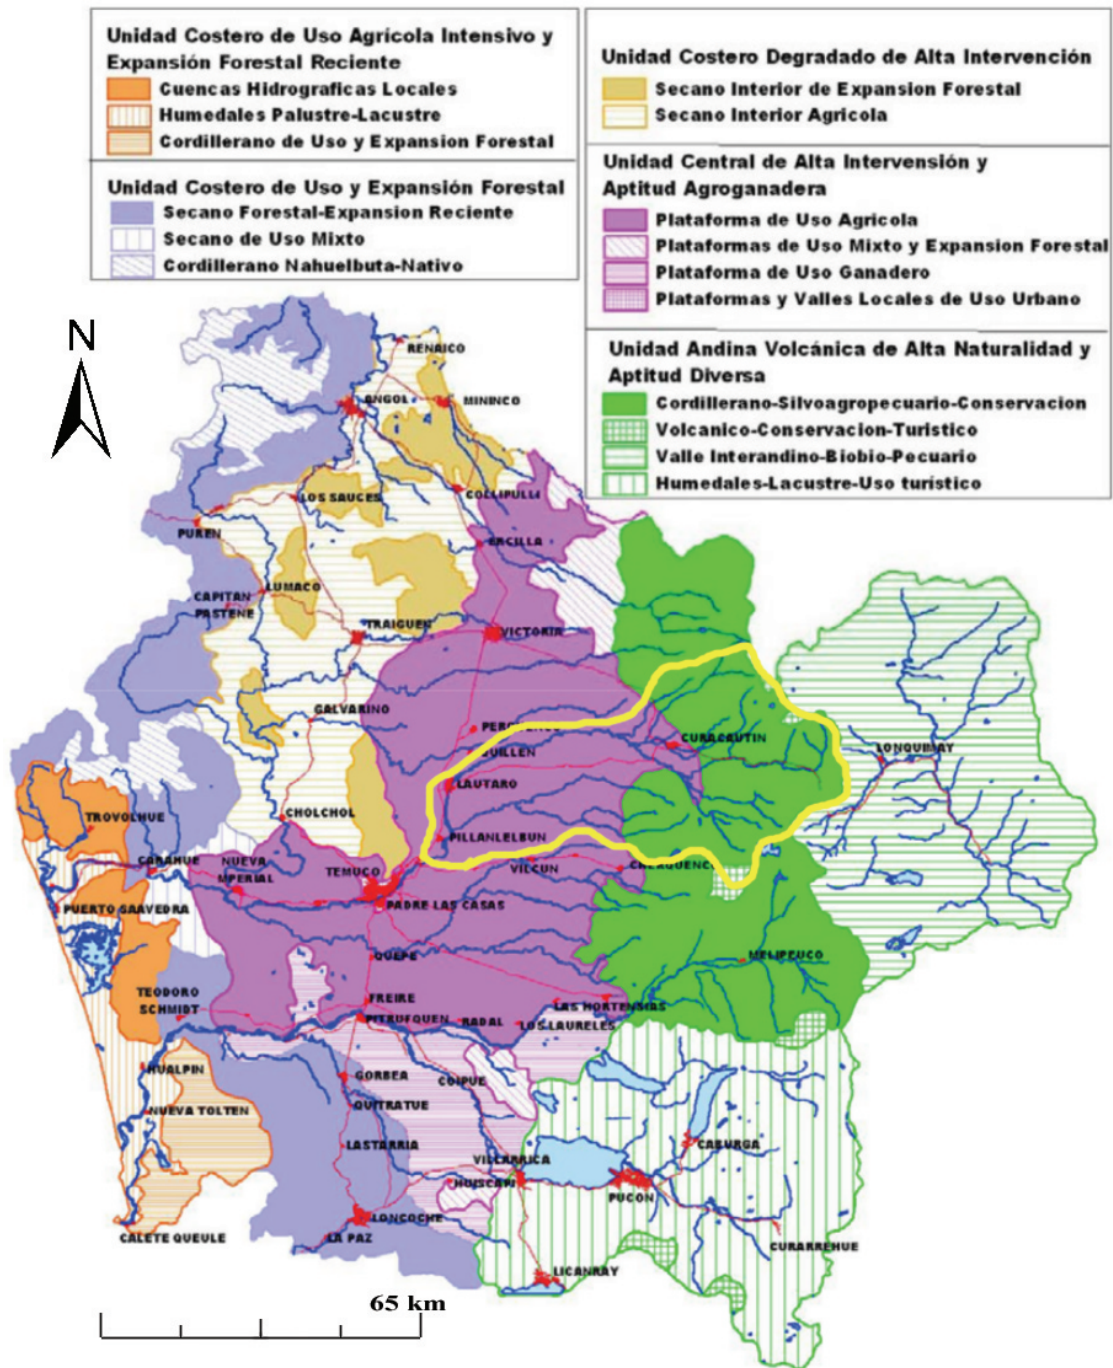 Unidad Costero de Uso Agrícola Intensivo y
Expansión Forestal Reciente
Cuencas Hidrograficas Locales
Humedales Palustre-Lacustre
Cordillerano de Uso y Expansion Forestal
Unidad Costero de Uso y Expansión Forestal
Secano Forestal-Expansion Reciente
Secano de Uso Mixto
Cordillerano Nahuelbuta-Nativo
Unidad Costero Degradado de Alta Intervención
Secano Interior de Expansion Forestal
Secano Interior Agricola
Unidad Central de Alta Intervensión y
Aptitud Agroganadera
Plataforma de Uso Agrícola
Plataformas de Uso Mixto y Expansion Forestal
Plataforma de Uso Ganadero
Plataformas y Valles Locales de Uso Urbano
Unidad Andina Volcánica de Alta Naturalidad y
Aptitud Diversa
Cordillerano-Silvoagropecuario-Conservacion
Volcanico-Conservacion-Turistico
Valle Interandino-Biobio-Pecuario
Humedales-Lacustre-Uso turístico
N
RENAICO
ANGOL
MININCO
LOS SAUCES
COLLIPULLI
PUREN
ERCILLA
LUMACO
CAPITAN
PASTENE
TRAIGUEN
VICTORIA
GALVARINO
QUILLEN
CURACAUTIN
LONQUIMAY
LAUTARO
TROVOLHUE
CHOLCHOL
PILLANLELBUN
CARAHUE
NUEVA
MPERIAL
TEMUCO
VILCUN
PADRE LAS CASAS
PUERTO SAAVEDRA
QUEPE
MELIPEUCO
TEODORO
SCHMIDT
FREIRE
LAS HORTENSIAS
PITRUFQUEN
RADAL
LOS LAURELES
HUALPIN
GORBEA
COIPUE
NUEVA TOLTEN
QUITRATUE
LASTARRIA
CABURGA
VILLARRICA
HUISCAPI
PUCON
LONCOCHE
CALETE QUEULE
LA PAZ
CURARREHUE
LICANRAY
65 km